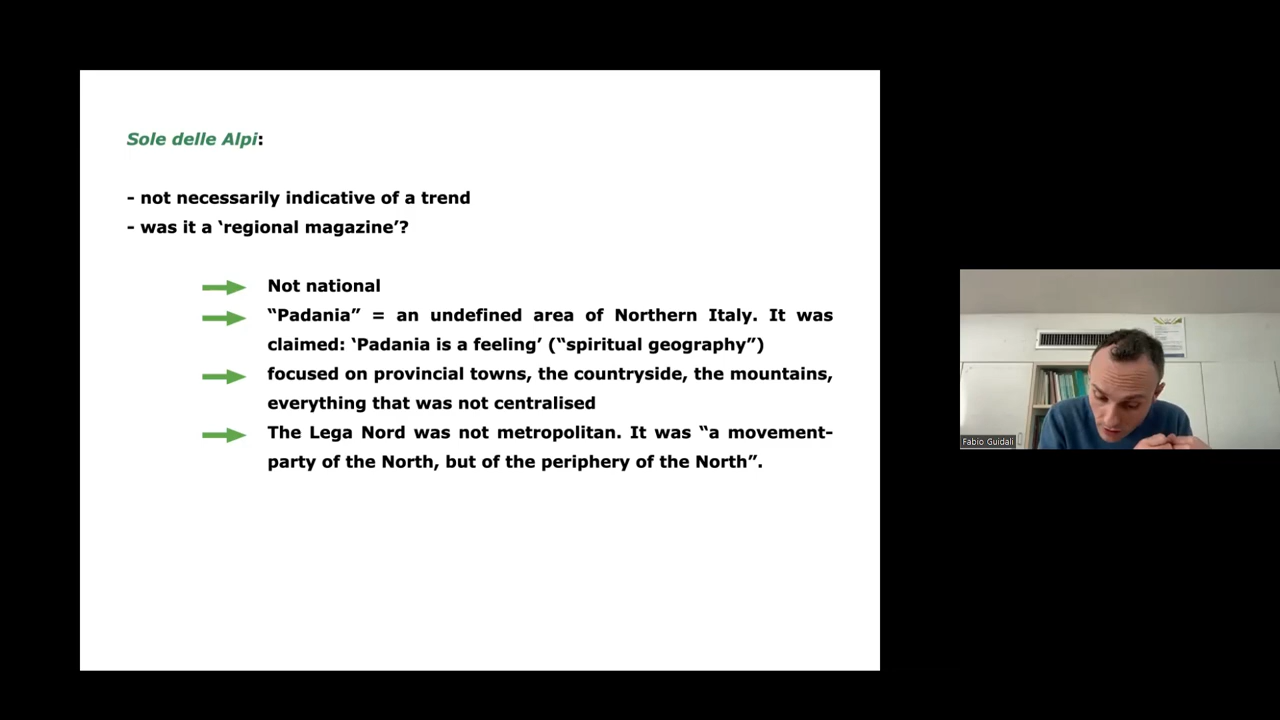 Sole delle Alpi:
- not necessarily indicative of a trend
- was it a ‘regional magazine’?
Not national
“Padania” = an undefined area of Northern Italy. It was
claimed: ‘Padania is a feeling’ (“spiritual geography”)
focused on provincial towns, the countryside, the mountains,
everything that was not centralised
The Lega Nord was not metropolitan. It was “a movement-
party of the North, but of the periphery of the North”.
Fabio Guidali